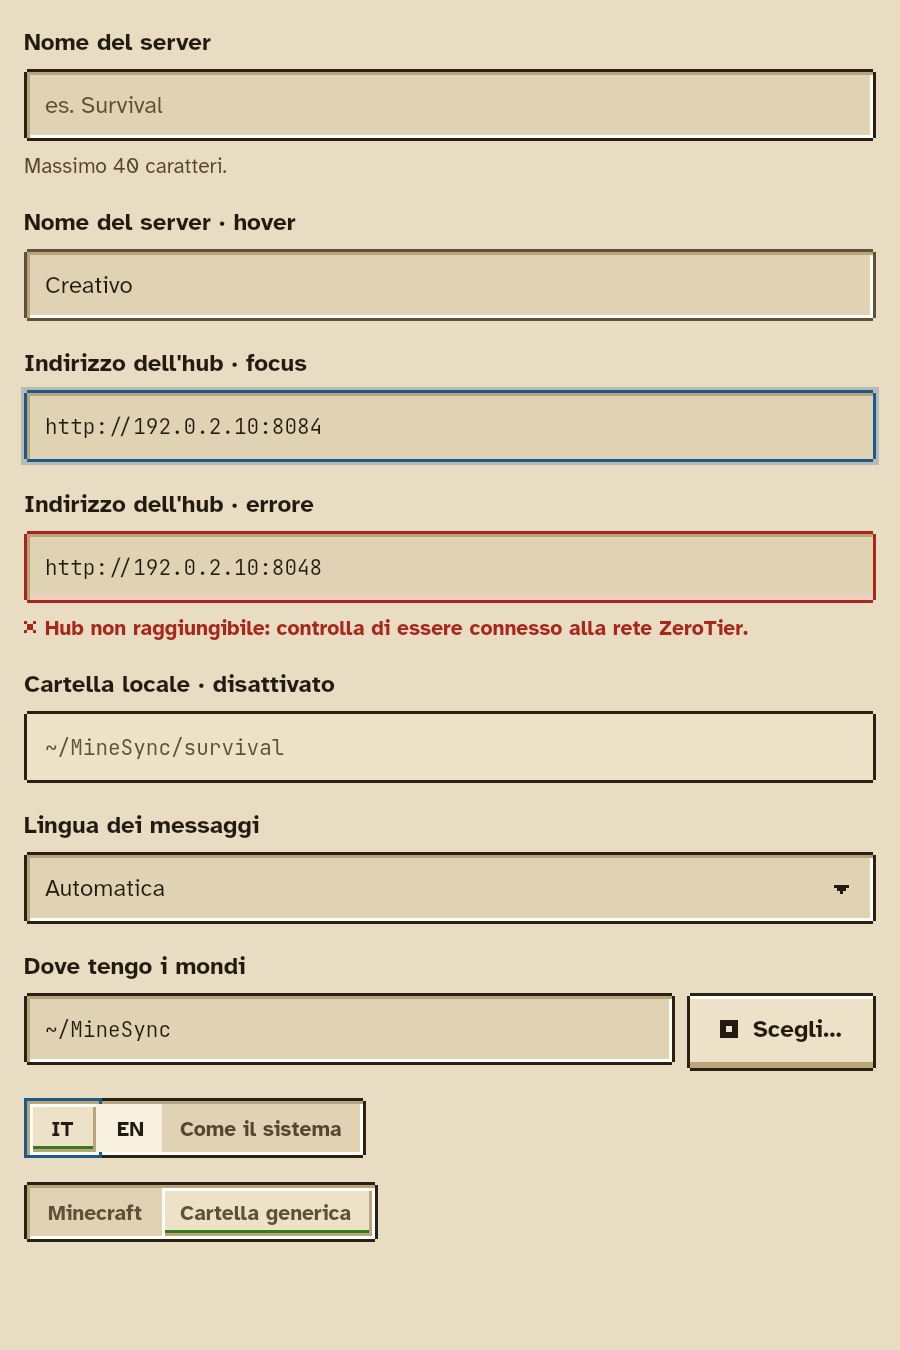 Nome del server
es. Survival
Massimo 40 caratteri.
Nome del server · hover
Creativo
Indirizzo dell'hub · focus
http://192.0.2.10:8084
Indirizzo dell'hub · errore
http://192.0.2.10:8048
Hub non raggiungibile: controlla di essere connesso alla rete ZeroTier.
Cartella locale · disattivato
~/MineSync/survival
Lingua dei messaggi
Automatica
Dove tengo i mondi
~/MineSync
Scegli...
IT EN Come il sistema
Minecraft Cartella generica